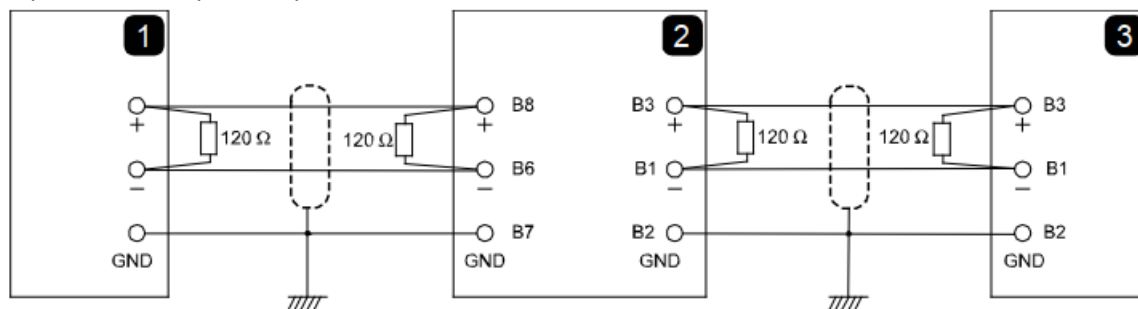 1 2 3
B8 B3 B3
+ + + +
120 Ω 120 Ω 120 Ω 120 Ω
B6 B1 B1
− − − −
B7 B2 B2
GND GND GND GND